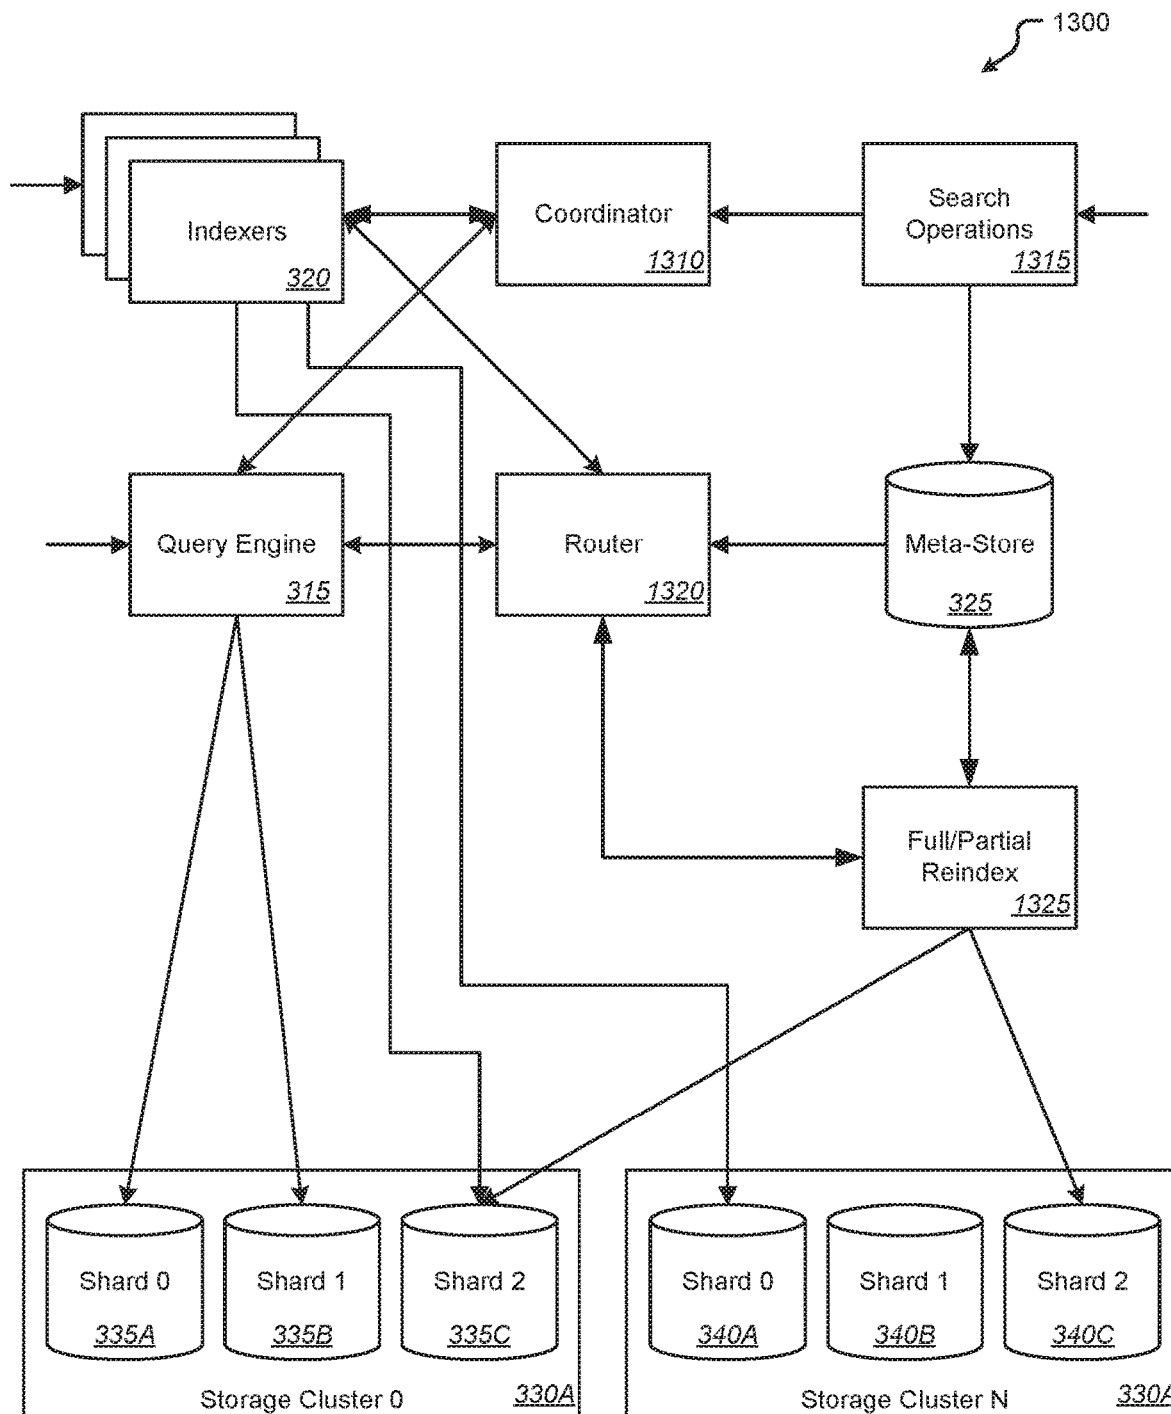 1300
Indexers
320
Coordinator
1310
Search
Operations
1315
Query Engine
315
Router
1320
Meta-Store
325
Full/Partial
Reindex
1325
Shard 0
335A
Shard 1
335B
Shard 2
335C
Storage Cluster 0
330A
Shard 0
340A
Shard 1
340B
Shard 2
340C
Storage Cluster N
330A